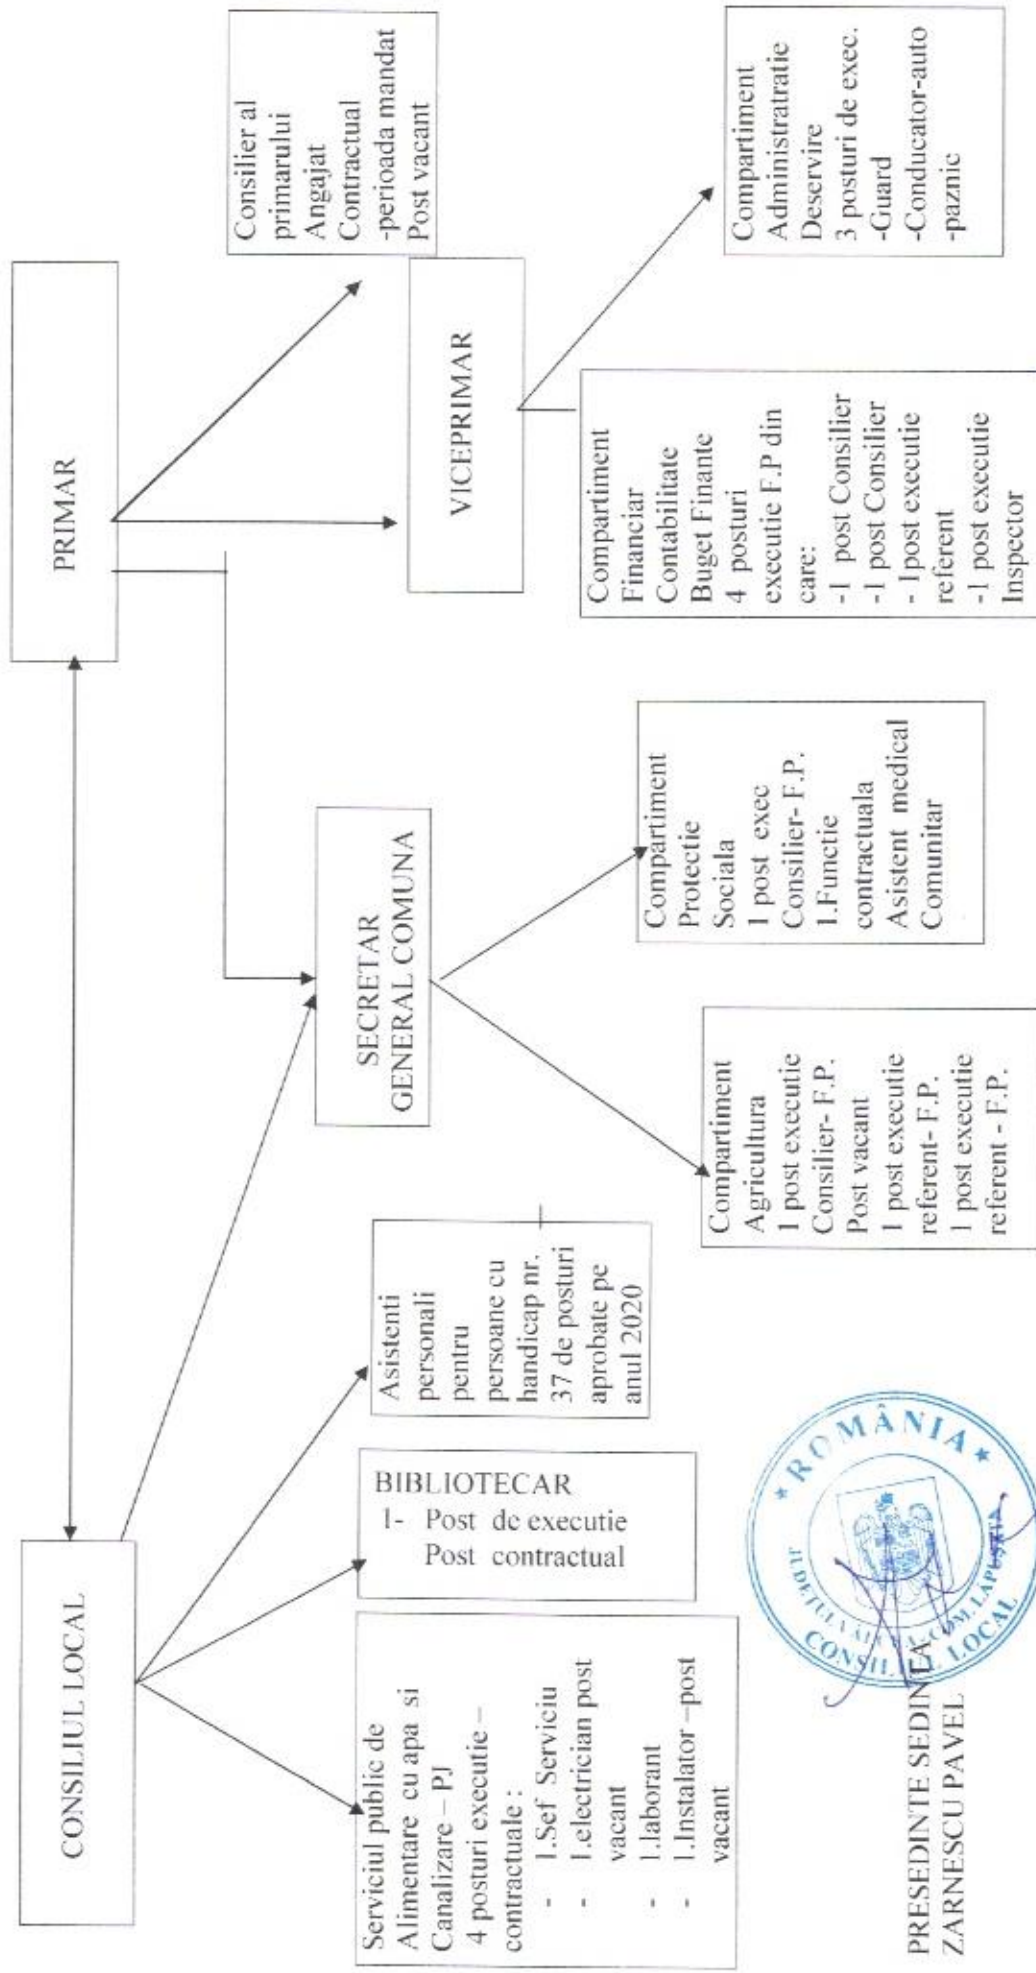 CONSILIUL LOCAL
PRIMAR
Consilier al
primarului
Angajat
Contractual
-perioada mandat
Post vacant
VICEPRIMAR
SECRETAR
GENERAL COMUNA
Serviciul public de
Alimentare cu apa si
Canalizare – PJ
4 posturi executie –
contractuale :
- 1.Sef Serviciu
- 1.electrician post
vacant
- 1.laborant
- 1.Instalator –post
vacant
BIBLIOTECAR
1- Post de executie
Post contractual
Asistenti
personali
pentru
persoane cu
handicap nr.
37 de posturi
aprobate pe
anul 2020
Compartiment
Agricultura
1 post executie
Consilier- F.P.
Post vacant
1 post executie
referent- F.P.
1 post executie
referent - F.P.
Compartiment
Protectie
Sociala
1 post exec
Consilier- F.P.
1.Functie
contractuala
Asistent medical
Comunitar
Compartiment
Financiar
Contabilitate
Buget Finante
4 posturi
executie F.P din
care:
-1 post Consilier
-1 post Consilier
- 1post executie
referent
-1 post executie
Inspector
Compartiment
Administratratie
Deservire
3 posturi de exec.
-Guard
-Conducator-auto
-paznic
PRESEDINTE SEDINTA
ZARNESCU PAVEL
* ROMÂNIA *
CONSILIUL LOCAL